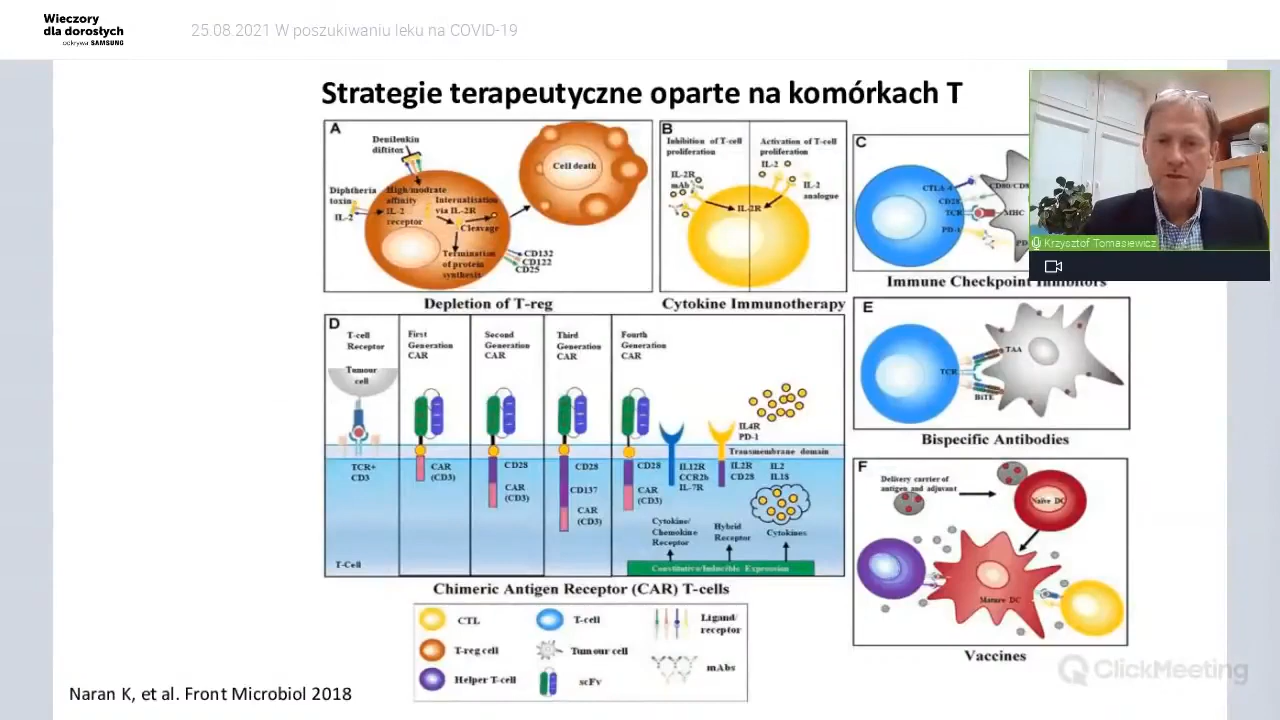 Wieczory
dla dorosłych
odkrywa SAMSUNG
25.08.2021 W poszukiwaniu leku na COVID-19
Strategie terapeutyczne oparte na komórkach T
A
Denileukin
diftitox
Diphtheria
toxin
IL-2
High/modrate
affinity
IL-2
receptor
Internalisation
via IL-2R
Cleavage
Termination
of protein
synthesis
CD132
CD122
CD25
Cell death
Depletion of T-reg
B
Inhibition of T-cell
proliferation
Activation of T-cell
proliferation
IL-2R
mAb
IL-2
IL-2
analogue
IL-2R
Cytokine Immunotherapy
C
CTLA-4
CD28
TCR
PD-1
MHC
Immune Checkpoint Inhibitors
Krzysztof Tomasiewicz
D
T-cell
Receptor
Tumour
cell
TCR+
CD3
T-Cell
First
Generation
CAR
CAR
(CD3)
Second
Generation
CAR
CD28
CAR
(CD3)
Third
Generation
CAR
CD28
CD137
CAR
(CD3)
Fourth
Generation
CAR
CD28
CAR
(CD3)
IL12R
CCR2b
IL-7R
IL4R
PD-1
Transmembrane domain
IL2R
CD28
IL2
IL18
Cytokine/
Chemokine
Receptor
Hybrid
Receptor
Cytokines
Constitutive/Inducible Expression
Chimeric Antigen Receptor (CAR) T-cells
E
TAA
TCR
BiTE
Bispecific Antibodies
F
Delivery carrier of
antigen and adjuvant
Naïve DC
Mature DC
Vaccines
CTL
T-reg cell
Helper T-cell
T-cell
Tumour cell
scFv
Ligand/
receptor
mAbs
Naran K, et al. Front Microbiol 2018
ClickMeeting